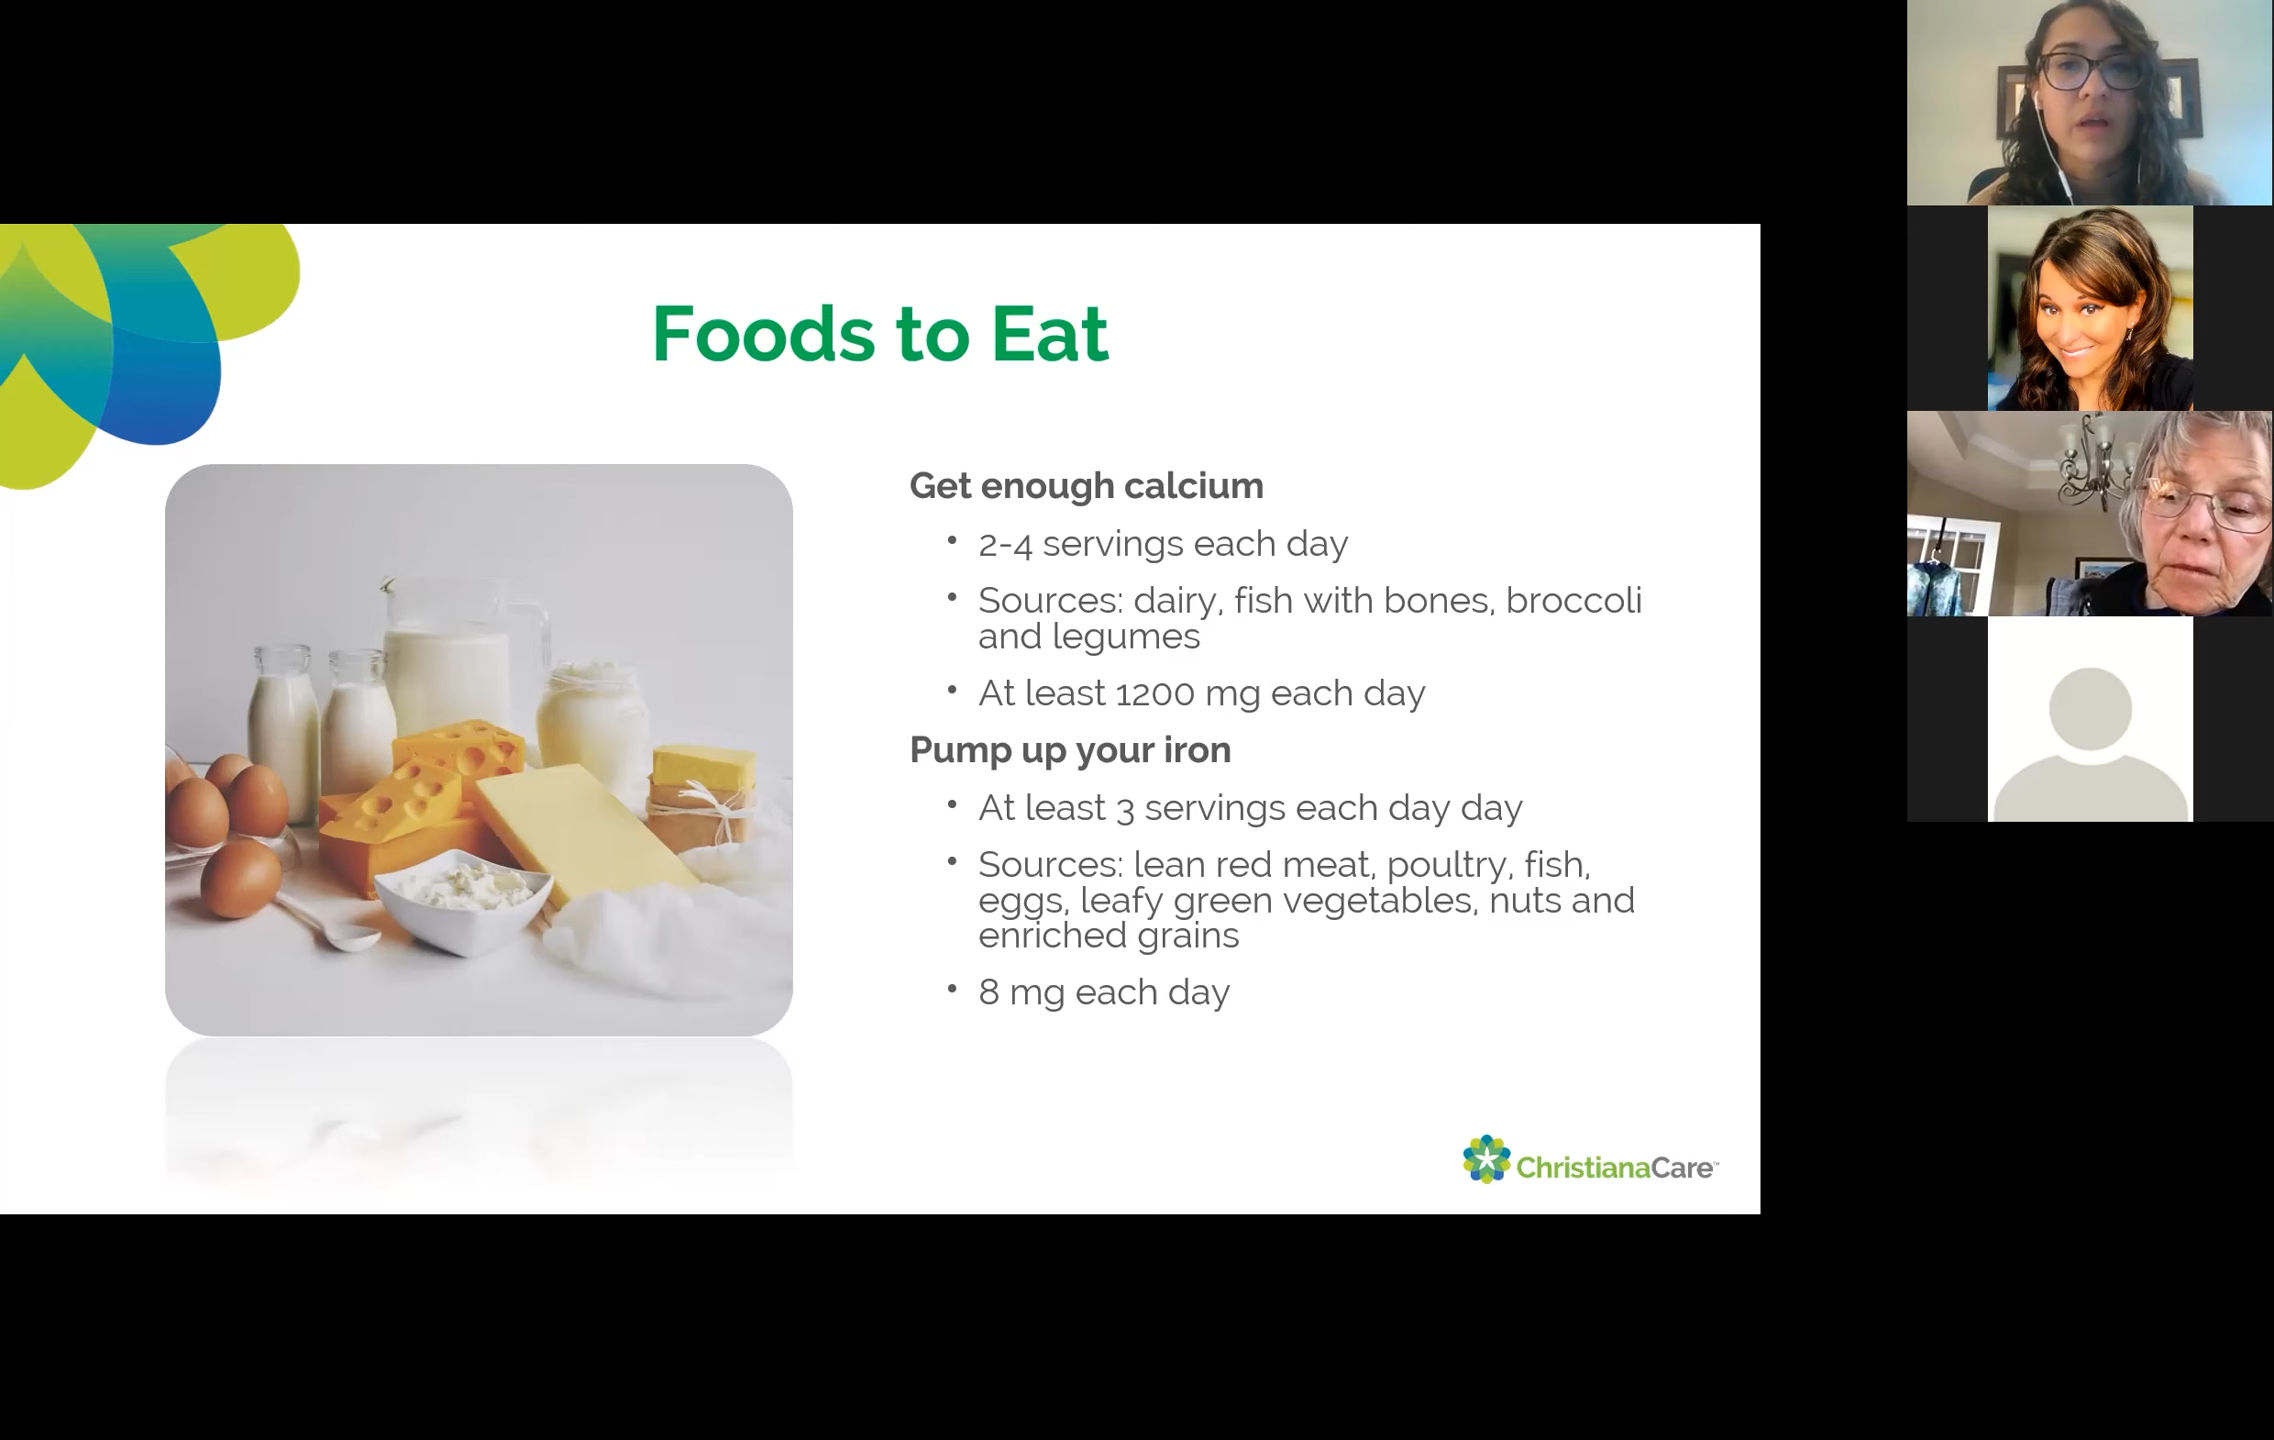 Foods to Eat
Get enough calcium
• 2-4 servings each day
• Sources: dairy, fish with bones, broccoli
and legumes
• At least 1200 mg each day
Pump up your iron
• At least 3 servings each day day
• Sources: lean red meat, poultry, fish,
eggs, leafy green vegetables, nuts and
enriched grains
• 8 mg each day
ChristianaCare™